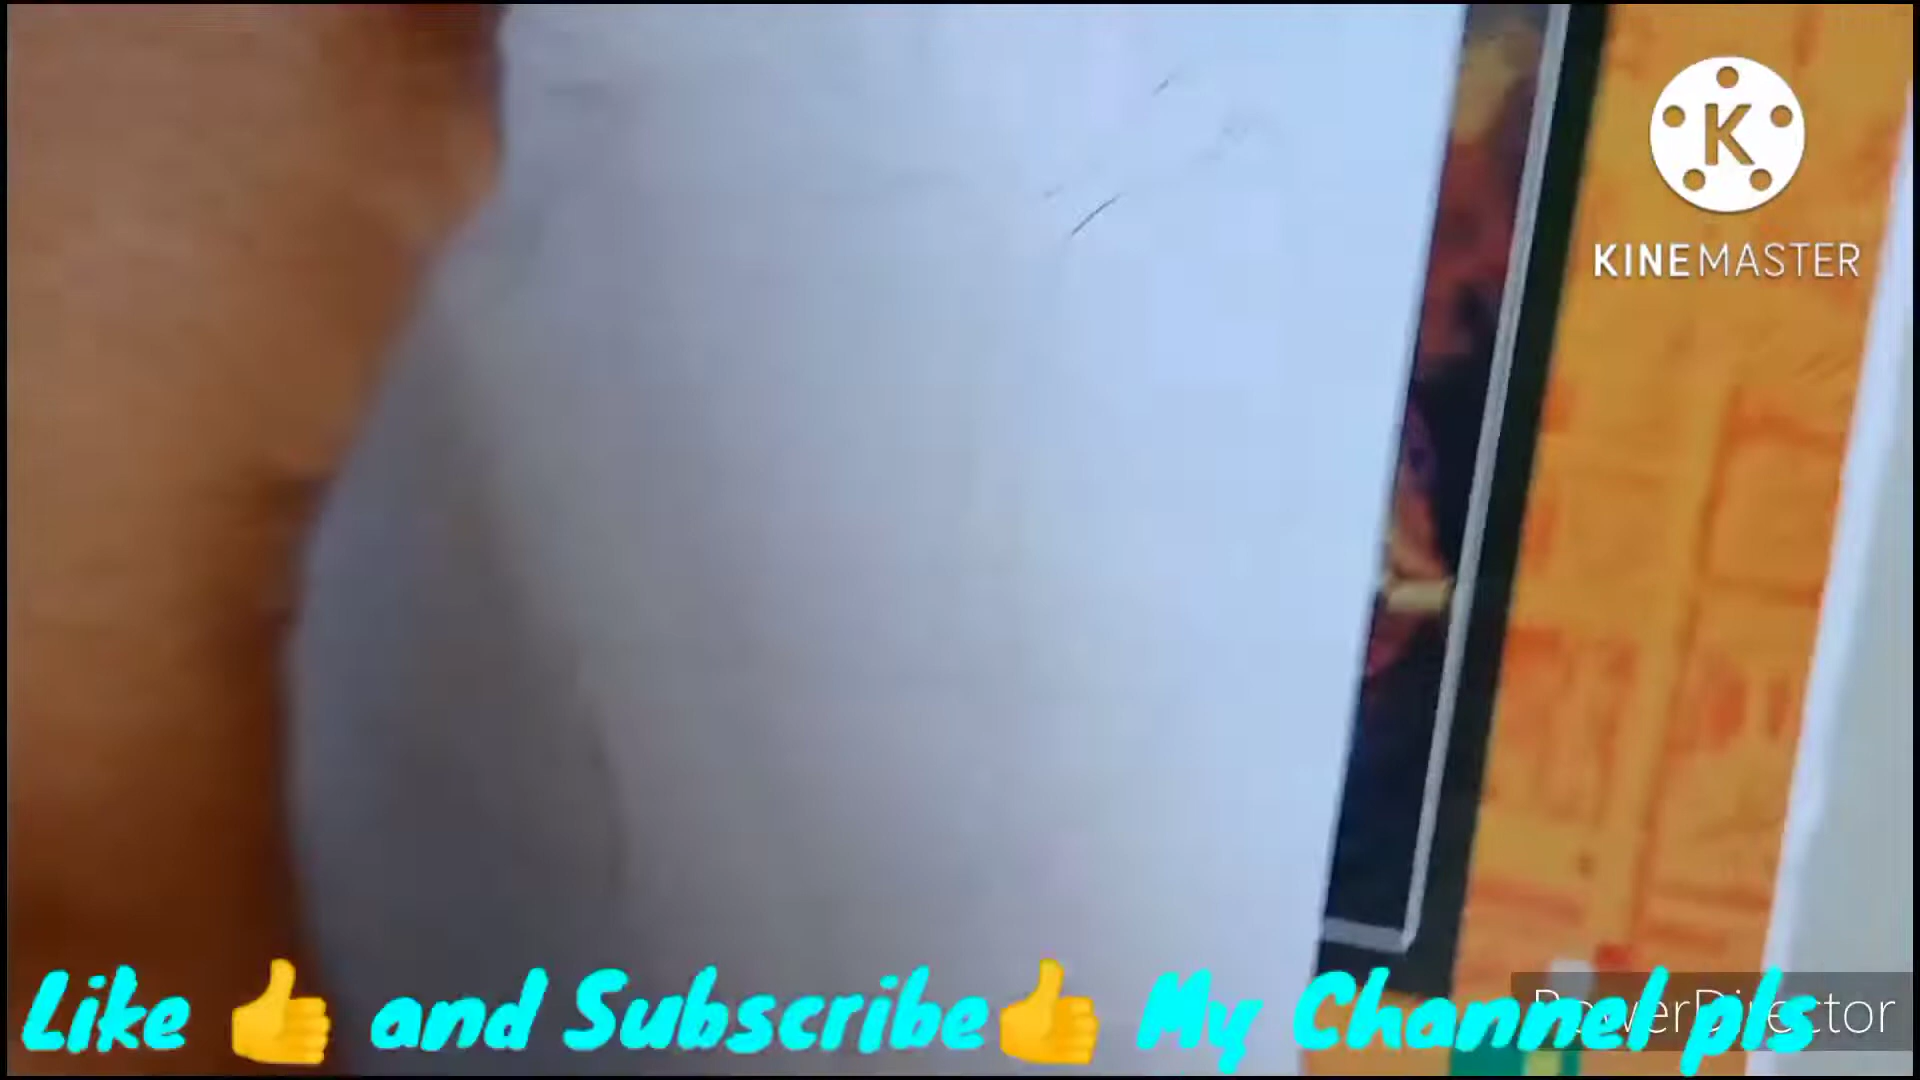 K
KINEMASTER
PowerDirector
Like 👍 and Subscribe👍 My Channel pls